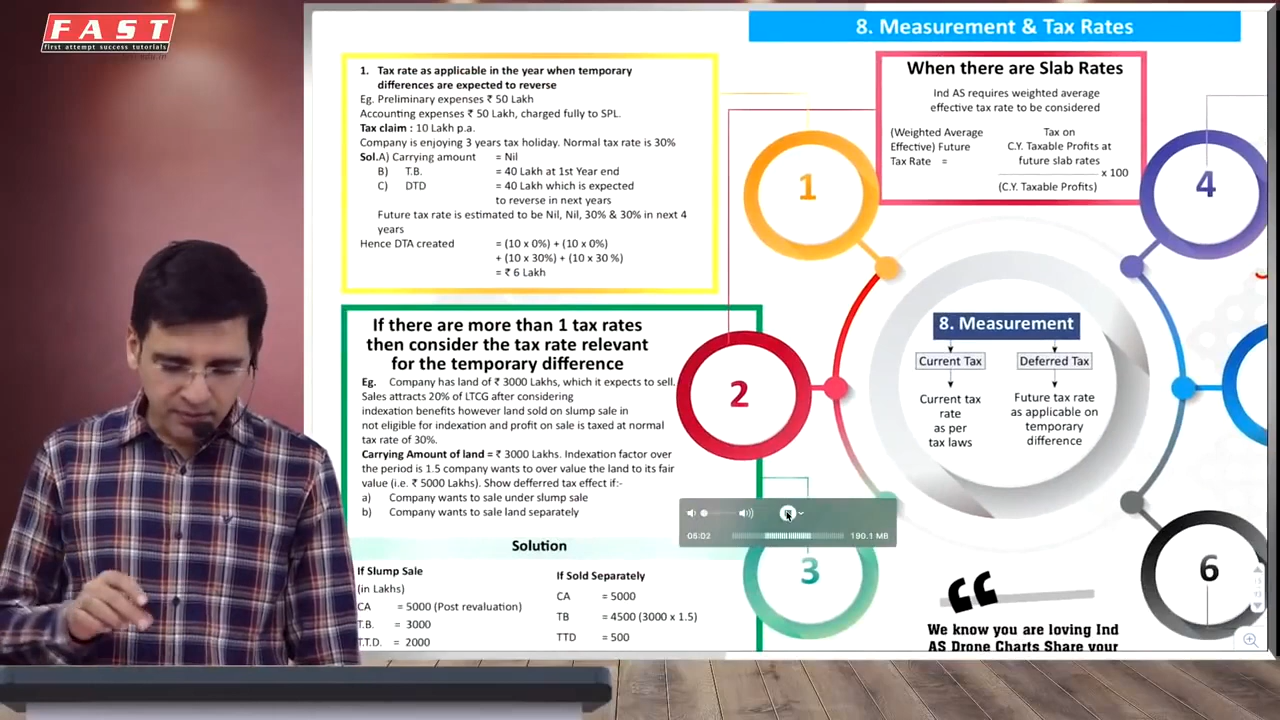 FAST
first attempt success tutorials
8. Measurement & Tax Rates
1. Tax rate as applicable in the year when temporary
differences are expected to reverse
Eg. Preliminary expenses ₹ 50 Lakh
Accounting expenses ₹ 50 Lakh, charged fully to SPL.
Tax claim : 10 Lakh p.a.
Company is enjoying 3 years tax holiday. Normal tax rate is 30%
Sol.A) Carrying amount = Nil
B) T.B. = 40 Lakh at 1st Year end
C) DTD = 40 Lakh which is expected
to reverse in next years
Future tax rate is estimated to be Nil, Nil, 30% & 30% in next 4
years
Hence DTA created = (10 x 0%) + (10 x 0%)
+ (10 x 30%) + (10 x 30 %)
= ₹ 6 Lakh
If there are more than 1 tax rates
then consider the tax rate relevant
for the temporary difference
Eg. Company has land of ₹ 3000 Lakhs, which it expects to sell.
Sales attracts 20% of LTCG after considering
indexation benefits however land sold on slump sale in
not eligible for indexation and profit on sale is taxed at normal
tax rate of 30%.
Carrying Amount of land = ₹ 3000 Lakhs. Indexation factor over
the period is 1.5 company wants to over value the land to its fair
value (i.e. ₹ 5000 Lakhs). Show deferred tax effect if:-
a) Company wants to sale under slump sale
b) Company wants to sale land separately
Solution
If Slump Sale
(in Lakhs)
CA = 5000 (Post revaluation)
T.B. = 3000
T.T.D. = 2000
If Sold Separately
CA = 5000
TB = 4500 (3000 x 1.5)
TTD = 500
When there are Slab Rates
Ind AS requires weighted average
effective tax rate to be considered
(Weighted Average
Effective) Future
Tax Rate =
Tax on
C.Y. Taxable Profits at
future slab rates
x 100
(C.Y. Taxable Profits)
1
2
3
4
6
8. Measurement
Current Tax
Deferred Tax
Current tax
rate
as per
tax laws
Future tax rate
as applicable on
temporary
difference
06:02
190.1 MB
We know you are loving Ind
AS Drone Charts Share your